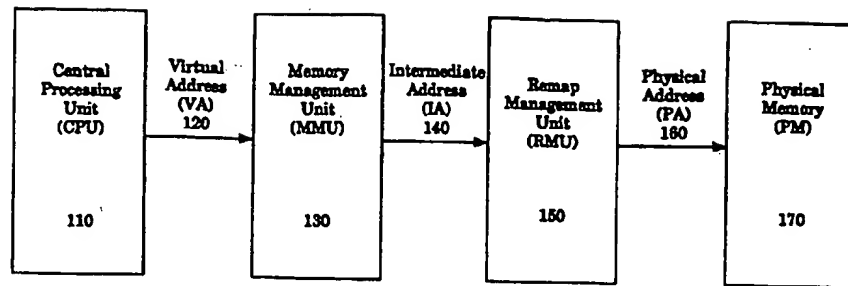 Central
Processing
Unit
(CPU)
110
Virtual
Address
(VA)
120
Memory
Management
Unit
(MMU)
130
Intermediate
Address
(IA)
140
Remap
Management
Unit
(RMU)
150
Physical
Address
(PA)
160
Physical
Memory
(PM)
170